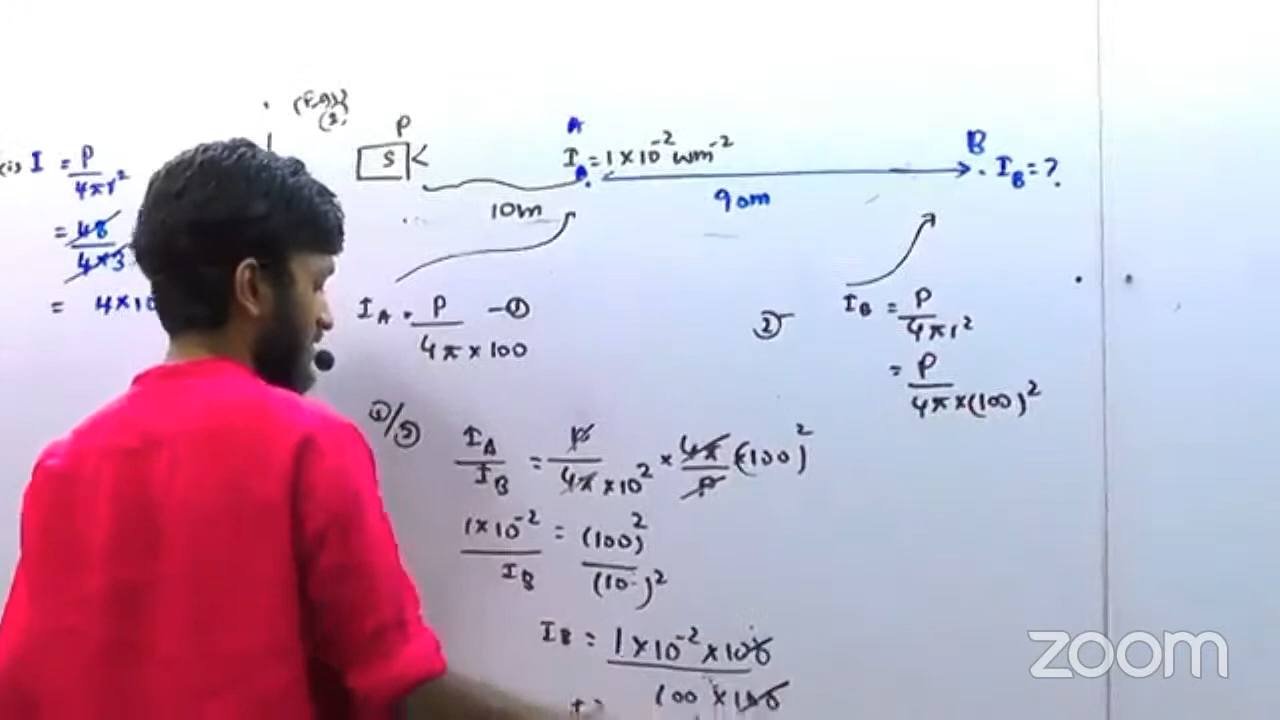 (i) I = P / 4πr²
= 48 / 4×3
= 4×10
P
S
10m
A
I = 1×10⁻² Wm⁻²
90m
B
I_B = ?
I_A = P / 4π×100 — ①
② I_B = P / 4πr²
= P / 4π×(100)²
①/②
I_A / I_B = P / 4π×10² × 4π / P (100)²
1×10⁻² / I_B = (100)² / (10)²
I_B = 1×10⁻²×100 / 100×100
zoom